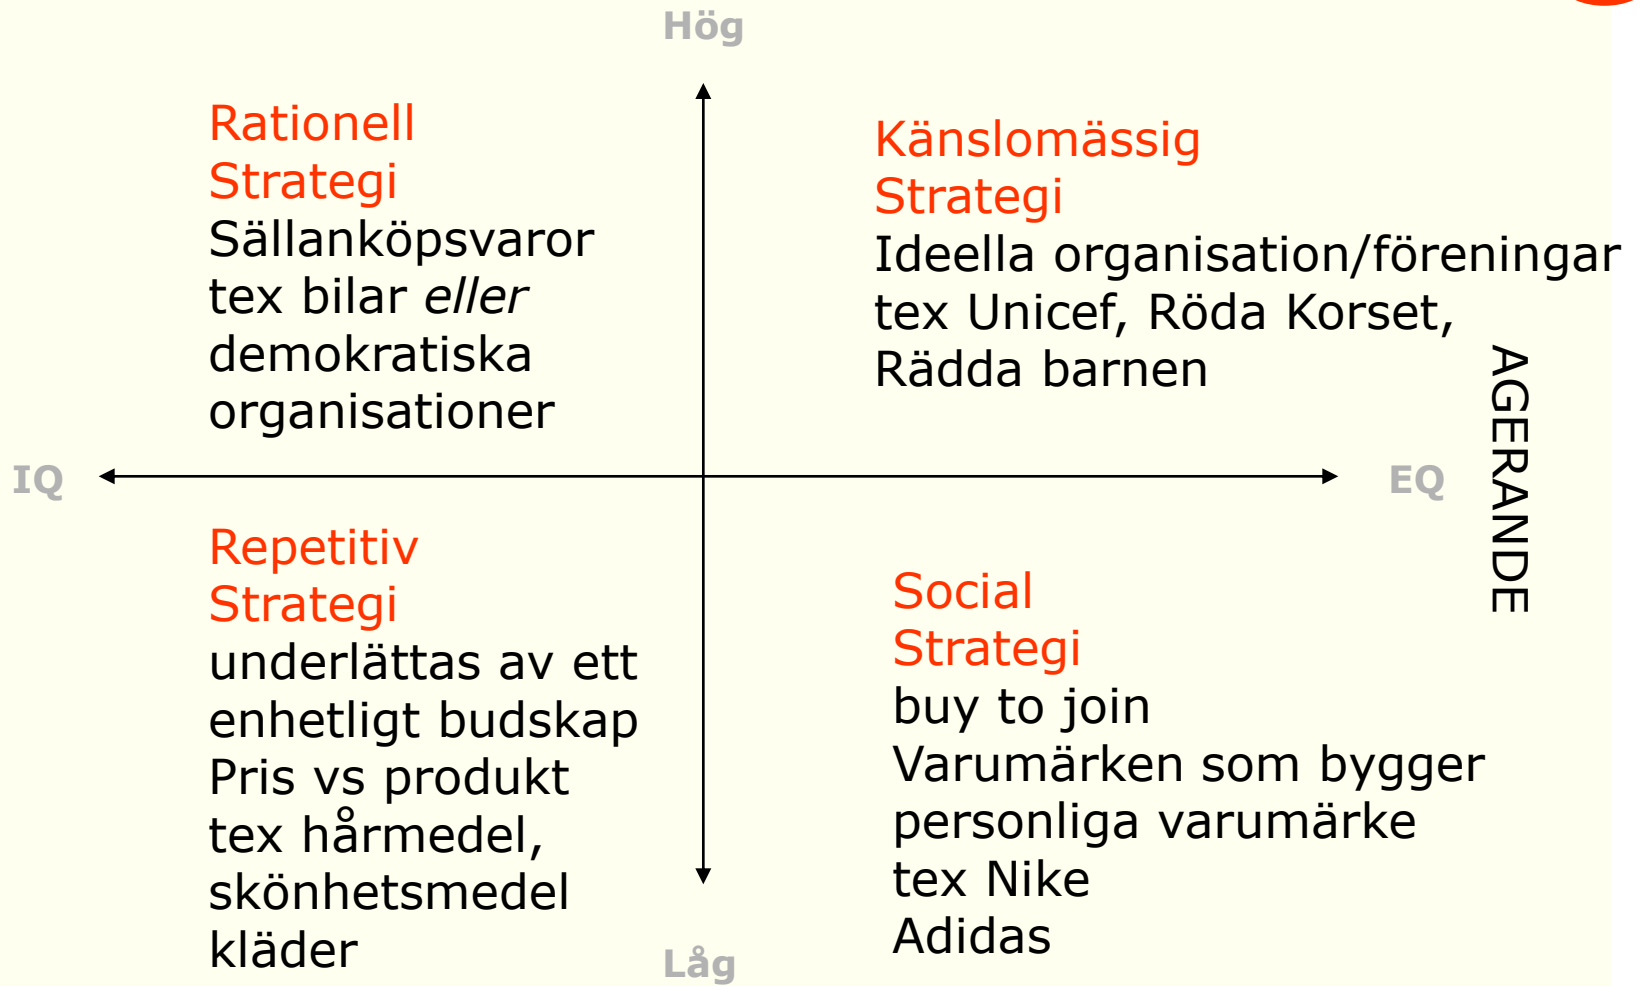 Hög
Rationell
Strategi
Sällanköpsvaror
tex bilar eller
demokratiska
organisationer
Känslomässig
Strategi
Ideella organisation/föreningar
tex Unicef, Röda Korset,
Rädda barnen
IQ
EQ
AGERANDE
Repetitiv
Strategi
underlättas av ett
enhetligt budskap
Pris vs produkt
tex hårmedel,
skönhetsmedel
kläder
Social
Strategi
buy to join
Varumärken som bygger
personliga varumärke
tex Nike
Adidas
Låg